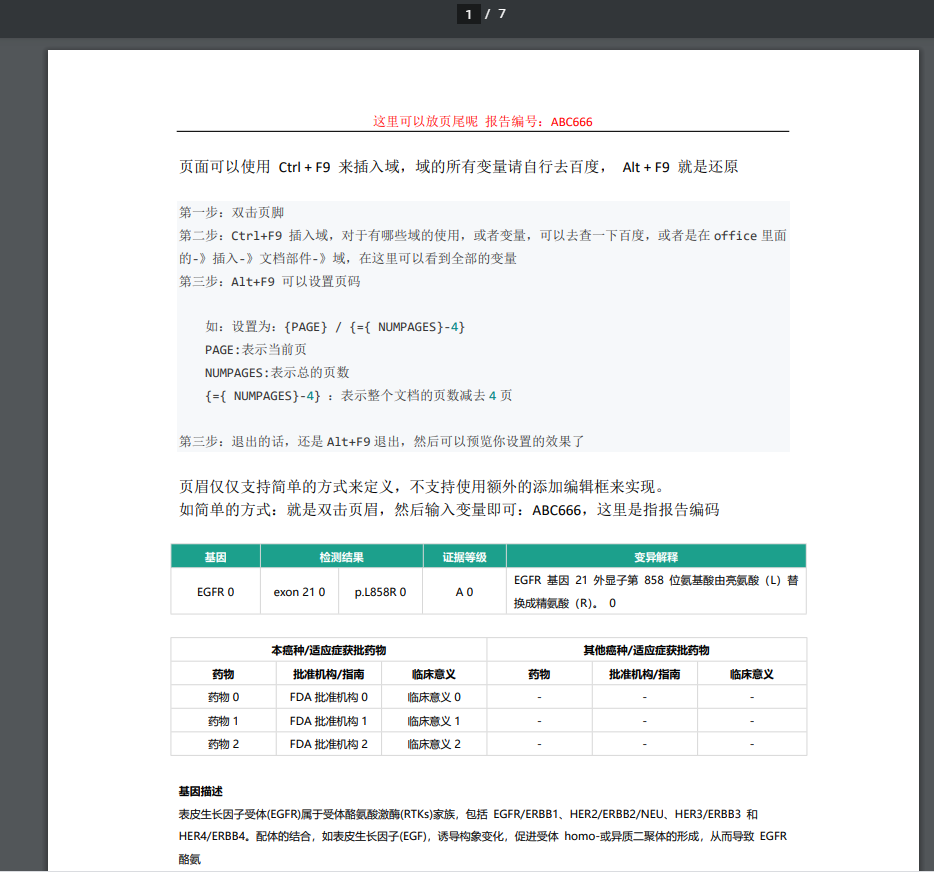 1 / 7
这里可以放页尾呢 报告编号：ABC666
页面可以使用 Ctrl + F9 来插入域，域的所有变量请自行去百度， Alt + F9 就是还原
第一步：双击页脚
第二步：Ctrl+F9 插入域，对于有哪些域的使用，或者变量，可以去查一下百度，或者是在 office 里面
的-》插入-》文档部件-》域，在这里可以看到全部的变量
第三步：Alt+F9 可以设置页码
如：设置为：{PAGE} / {={ NUMPAGES}-4}
PAGE:表示当前页
NUMPAGES:表示总的页数
{={ NUMPAGES}-4} ：表示整个文档的页数减去 4 页
第三步：退出的话，还是 Alt+F9 退出，然后可以预览你设置的效果了
页眉仅仅支持简单的方式来定义，不支持使用额外的添加编辑框来实现。
如简单的方式：就是双击页眉，然后输入变量即可：ABC666，这里是指报告编码
基因 检测结果 证据等级 变异解释
EGFR 0 exon 21 0 p.L858R 0 A 0 EGFR 基因 21 外显子第 858 位氨基酸由亮氨酸（L）替
换成精氨酸（R）。 0
本癌种/适应症获批药物 其他癌种/适应症获批药物
药物 批准机构/指南 临床意义 药物 批准机构/指南 临床意义
药物 0 FDA 批准机构 0 临床意义 0 - - -
药物 1 FDA 批准机构 1 临床意义 1 - - -
药物 2 FDA 批准机构 2 临床意义 2 - - -
基因描述
表皮生长因子受体(EGFR)属于受体酪氨酸激酶(RTKs)家族，包括 EGFR/ERBB1、HER2/ERBB2/NEU、HER3/ERBB3 和
HER4/ERBB4。配体的结合，如表皮生长因子(EGF)，诱导构象变化，促进受体 homo-或异质二聚体的形成，从而导致 EGFR
酪氨